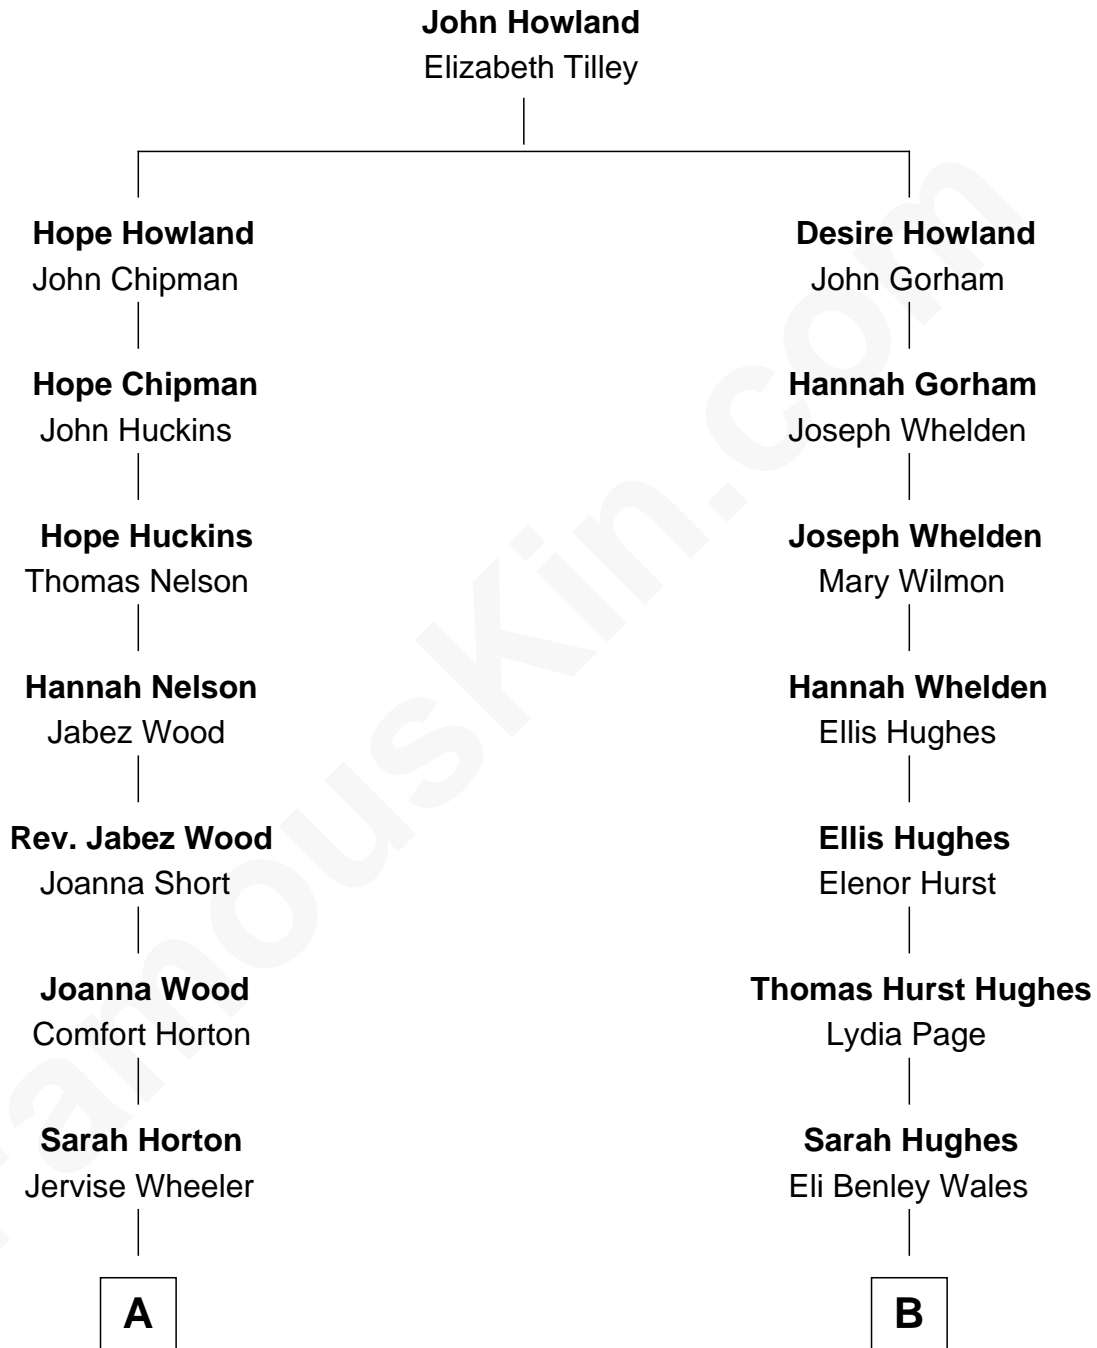 John Howland
Elizabeth Tilley
Hope Howland
John Chipman
Desire Howland
John Gorham
Hope Chipman
John Huckins
Hannah Gorham
Joseph Whelden
Hope Huckins
Thomas Nelson
Joseph Whelden
Mary Wilmon
Hannah Nelson
Jabez Wood
Hannah Whelden
Ellis Hughes
Rev. Jabez Wood
Joanna Short
Ellis Hughes
Elenor Hurst
Joanna Wood
Comfort Horton
Thomas Hurst Hughes
Lydia Page
Sarah Horton
Jervise Wheeler
Sarah Hughes
Eli Benley Wales
A
B
FamousKin.com